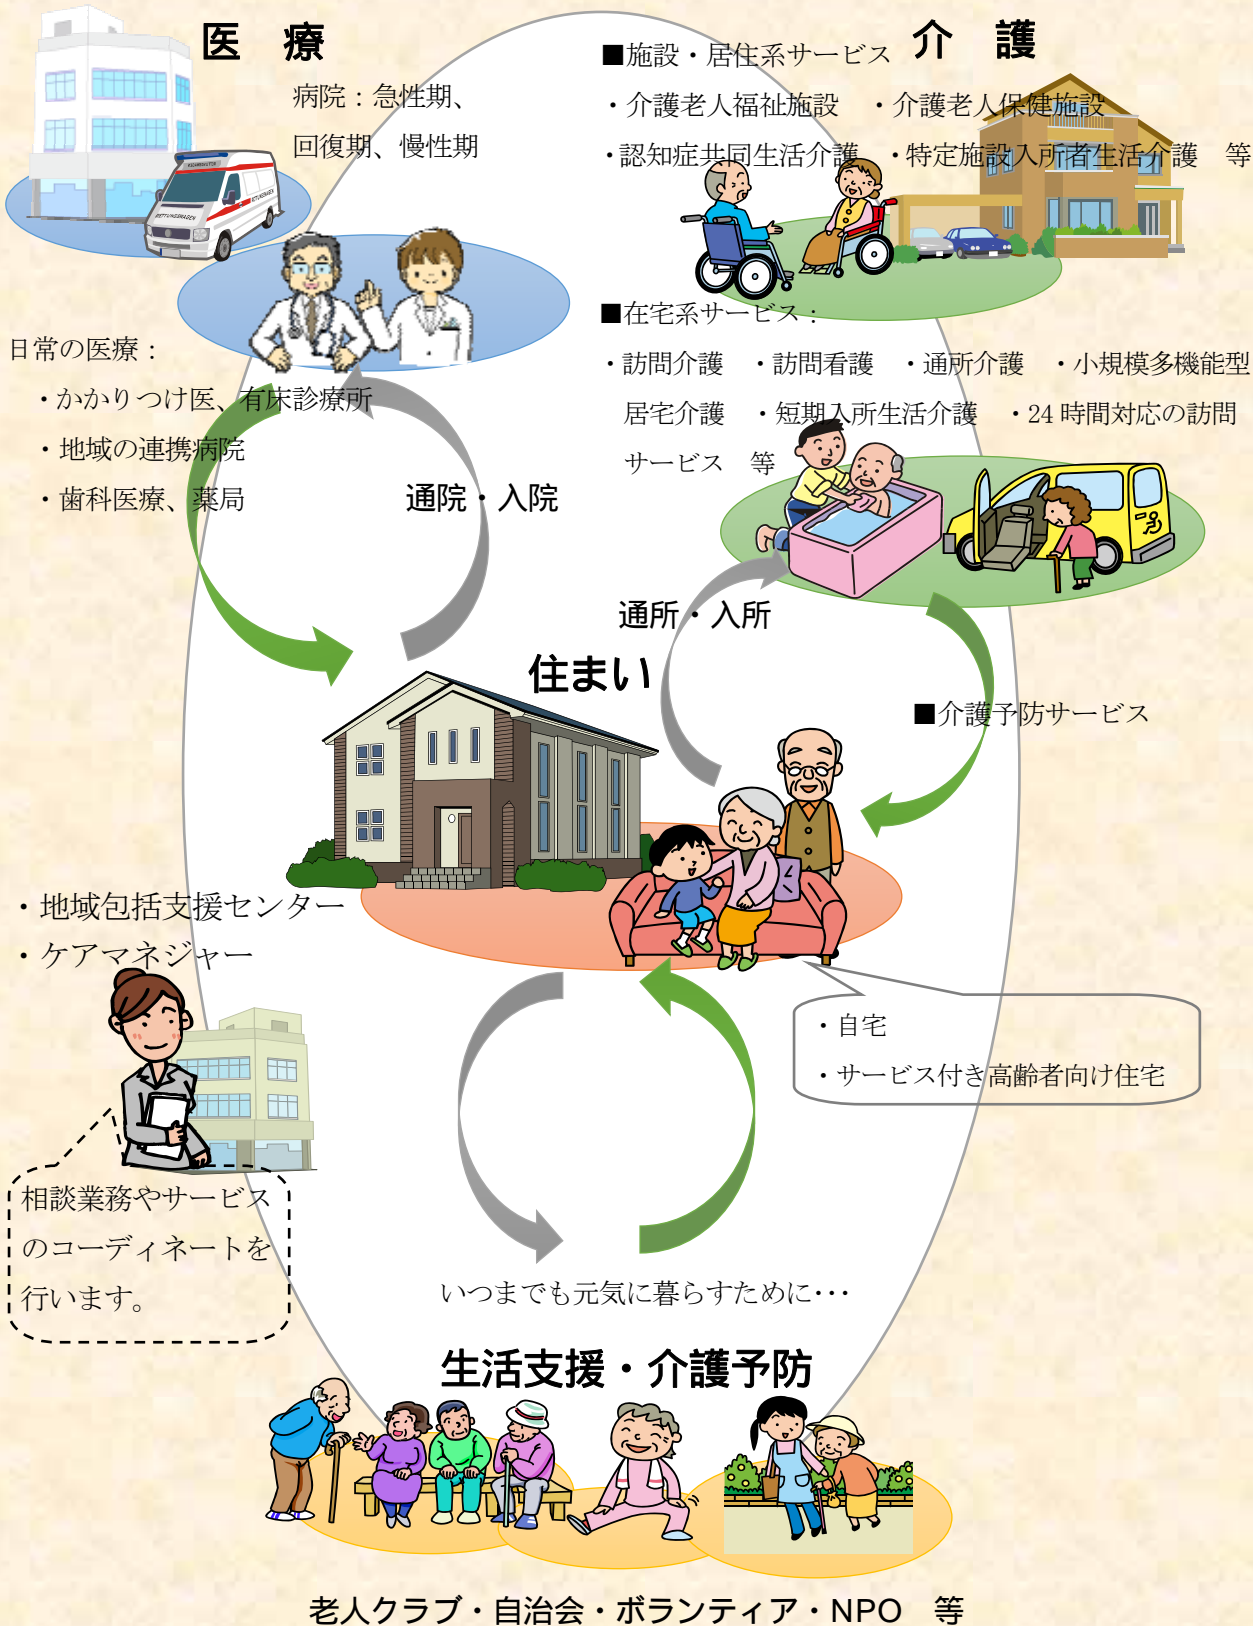 医　療
病院：急性期、
回復期、慢性期
介　護
■施設・居住系サービス
・介護老人福祉施設　・介護老人保健施設
・認知症共同生活介護　・特定施設入所者生活介護　等
日常の医療：
・かかりつけ医、有床診療所
・地域の連携病院
・歯科医療、薬局
■在宅系サービス：
・訪問介護　・訪問看護　・通所介護　・小規模多機能型
居宅介護　・短期入所生活介護　・24時間対応の訪問
サービス　等
通院・入院
通所・入所
住まい
■介護予防サービス
・地域包括支援センター
・ケアマネジャー
・自宅
・サービス付き高齢者向け住宅
相談業務やサービス
のコーディネートを
行います。
いつまでも元気に暮らすために･･･
生活支援・介護予防
老人クラブ・自治会・ボランティア・NPO　等